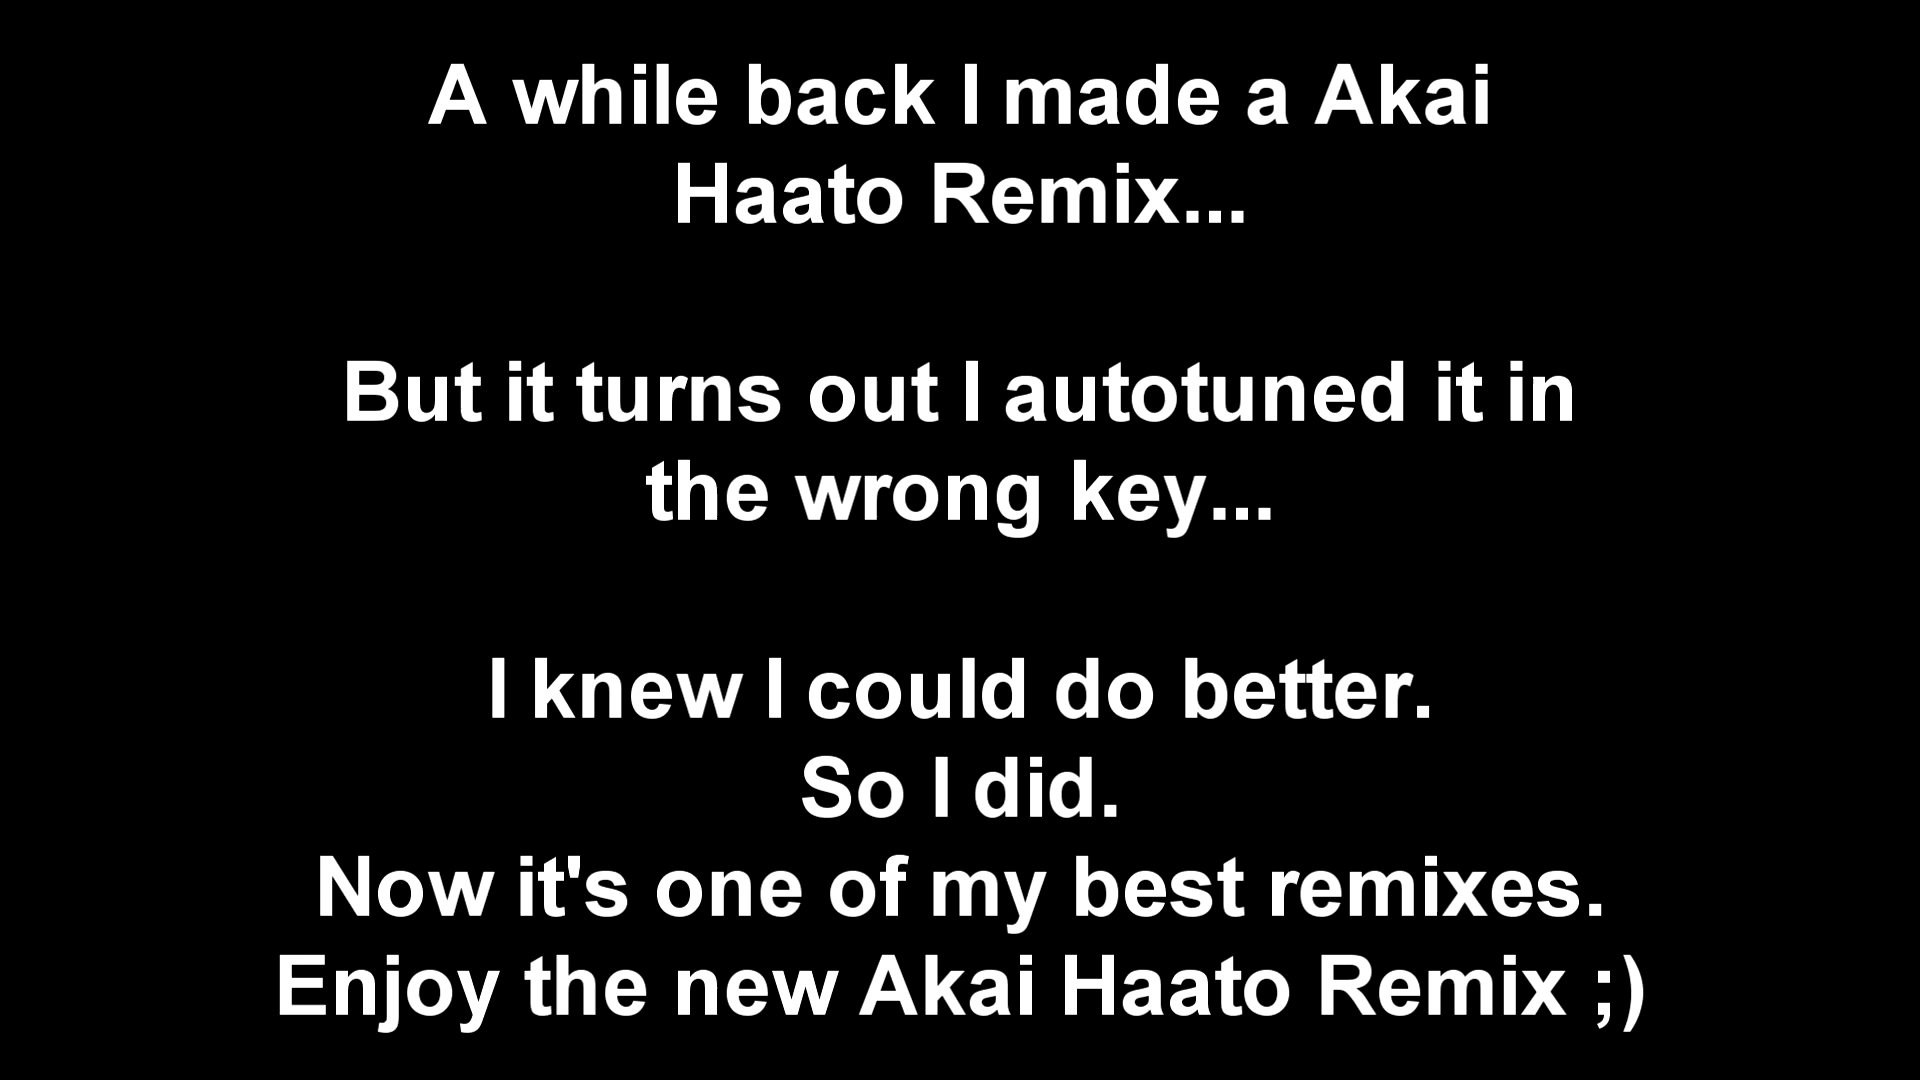 A while back I made a Akai
Haato Remix...
But it turns out I autotuned it in
the wrong key...
I knew I could do better.
So I did.
Now it's one of my best remixes.
Enjoy the new Akai Haato Remix ;)